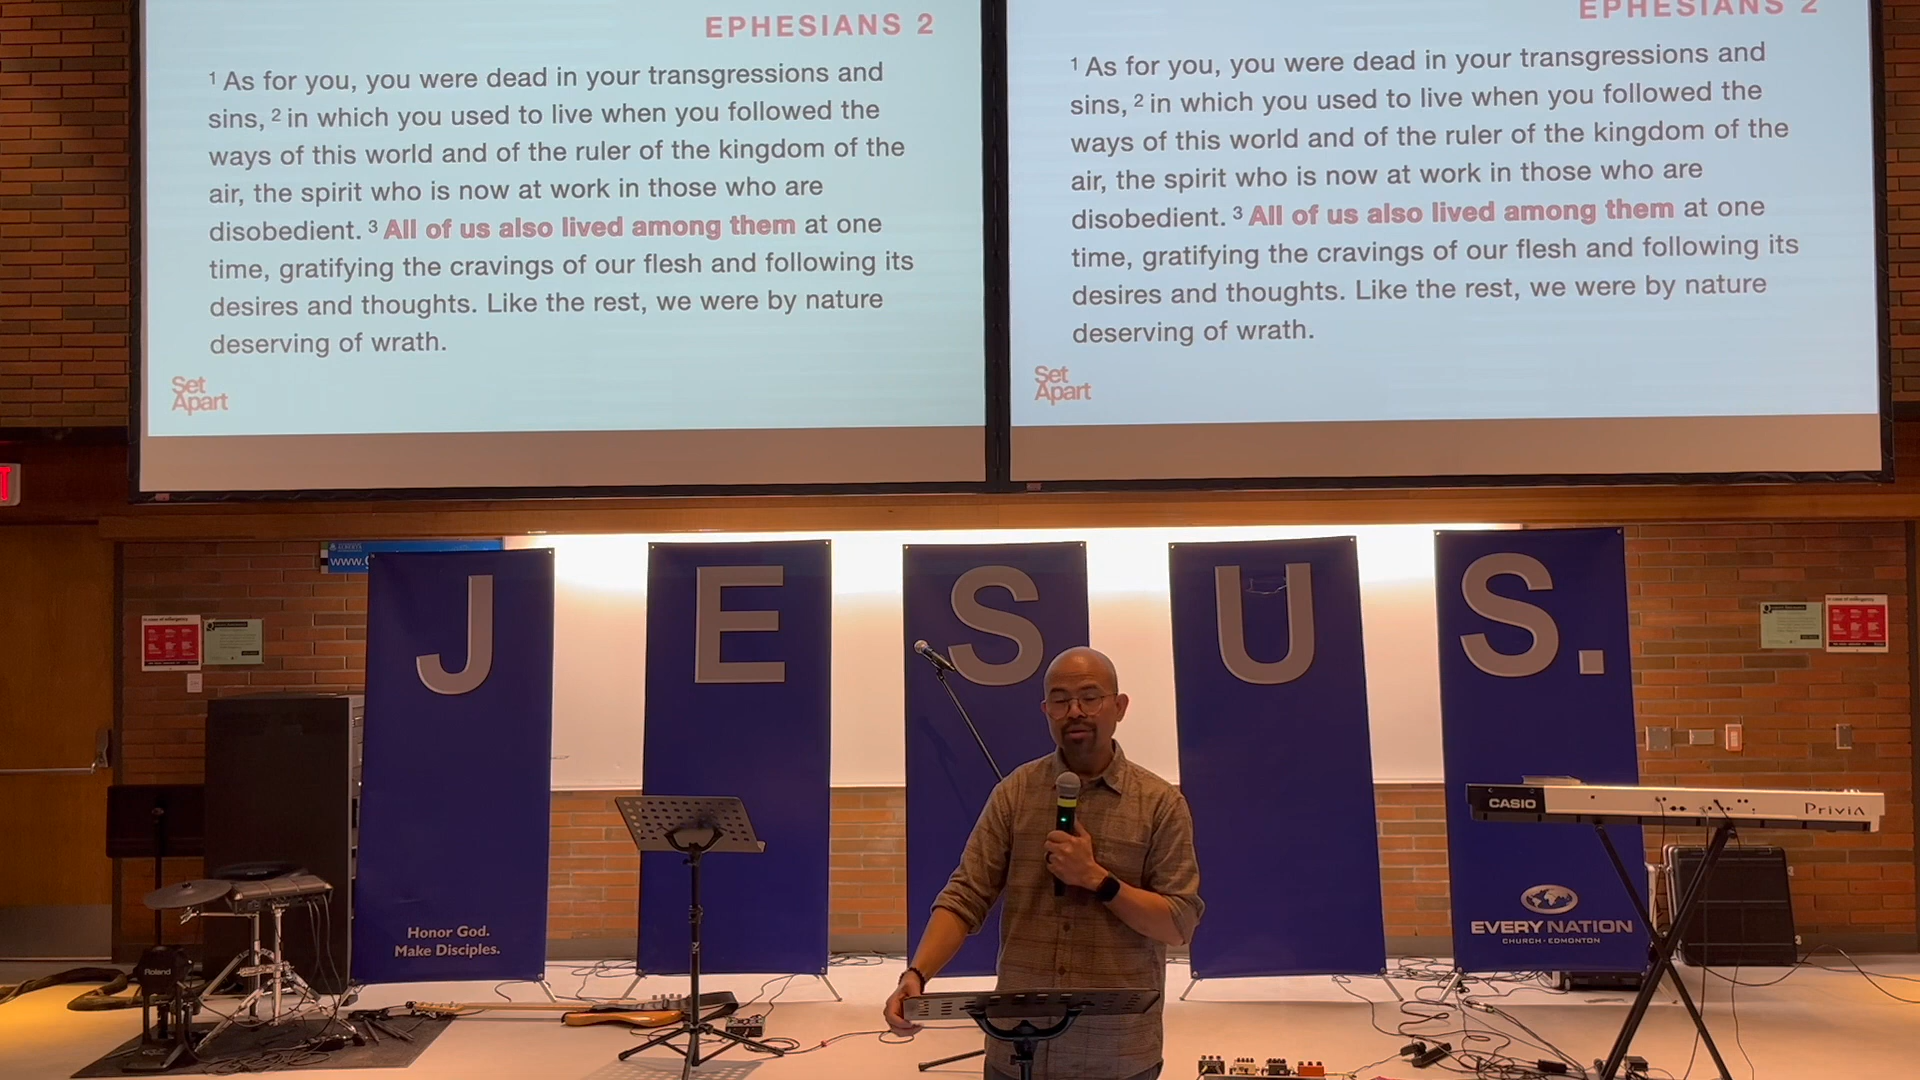 EPHESIANS 2
1 As for you, you were dead in your transgressions and
sins, 2 in which you used to live when you followed the
ways of this world and of the ruler of the kingdom of the
air, the spirit who is now at work in those who are
disobedient. 3 All of us also lived among them at one
time, gratifying the cravings of our flesh and following its
desires and thoughts. Like the rest, we were by nature
deserving of wrath.
Set
Apart
EPHESIANS 2
1 As for you, you were dead in your transgressions and
sins, 2 in which you used to live when you followed the
ways of this world and of the ruler of the kingdom of the
air, the spirit who is now at work in those who are
disobedient. 3 All of us also lived among them at one
time, gratifying the cravings of our flesh and following its
desires and thoughts. Like the rest, we were by nature
deserving of wrath.
Set
Apart
www.
J E S U S.
Honor God.
Make Disciples.
EVERY NATION
CHURCH • EDMONTON
CASIO
PriviA
Roland